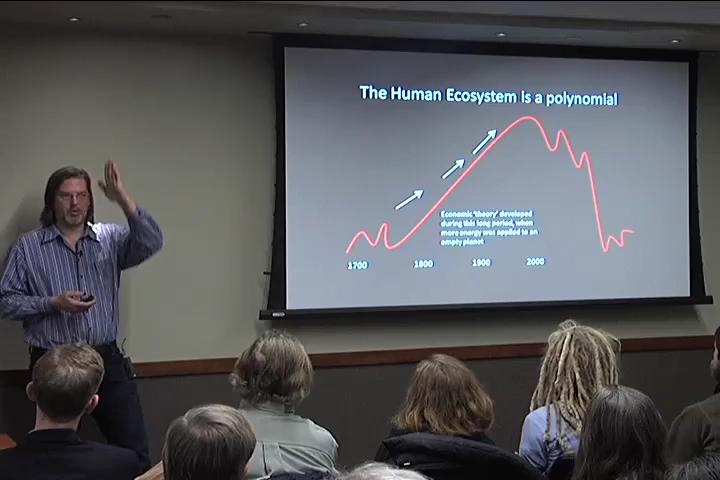 The Human Ecosystem is a polynomial
Economic 'theory' developed
during this long period, when
more energy was applied to an
empty planet
1700 1800 1900 2000